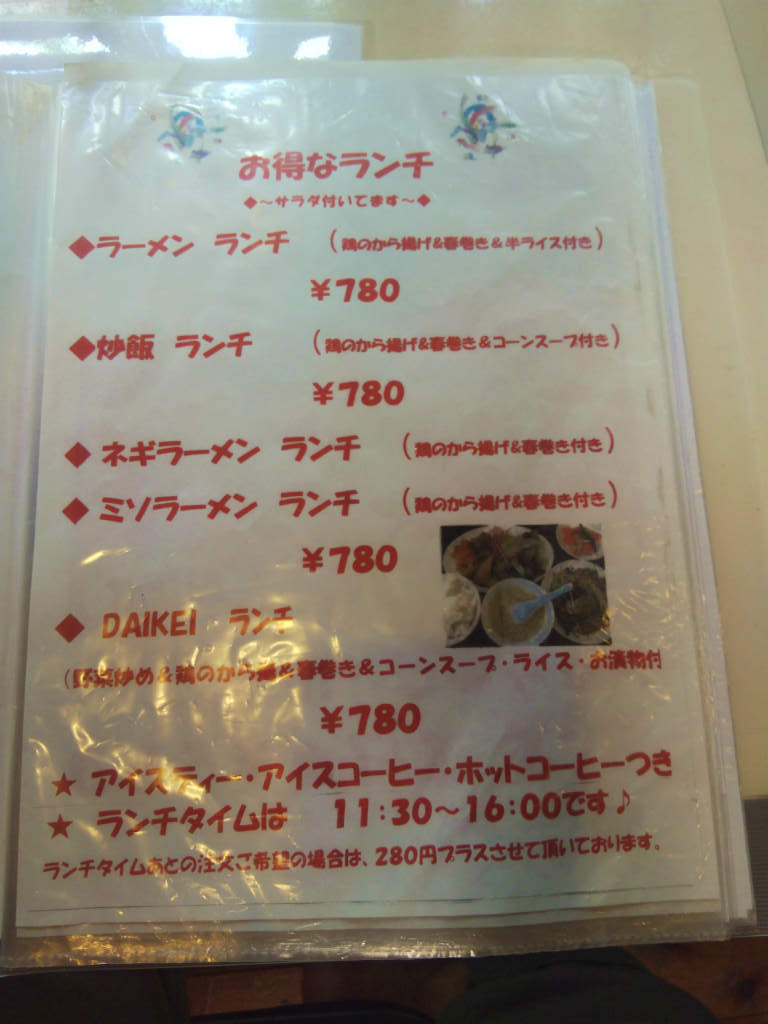 お得なランチ
◆～サラダ付いてます～◆
◆ラーメン ランチ (鶏のから揚げ&春巻き&半ライス付き)
￥780
◆炒飯 ランチ (鶏のから揚げ&春巻き&コーンスープ付き)
￥780
◆ ネギラーメン ランチ (鶏のから揚げ&春巻き付き)
◆ ミソラーメン ランチ (鶏のから揚げ&春巻き付き)
￥780
◆ DAIKEI ランチ
(野菜炒め&鶏のから揚&春巻き&コーンスープ・ライス・お漬物付
￥780
★ アイスティー・アイスコーヒー・ホットコーヒーつき
★ ランチタイムは 11:30～16:00です♪
ランチタイムあとの注文ご希望の場合は、280円プラスさせて頂いております。